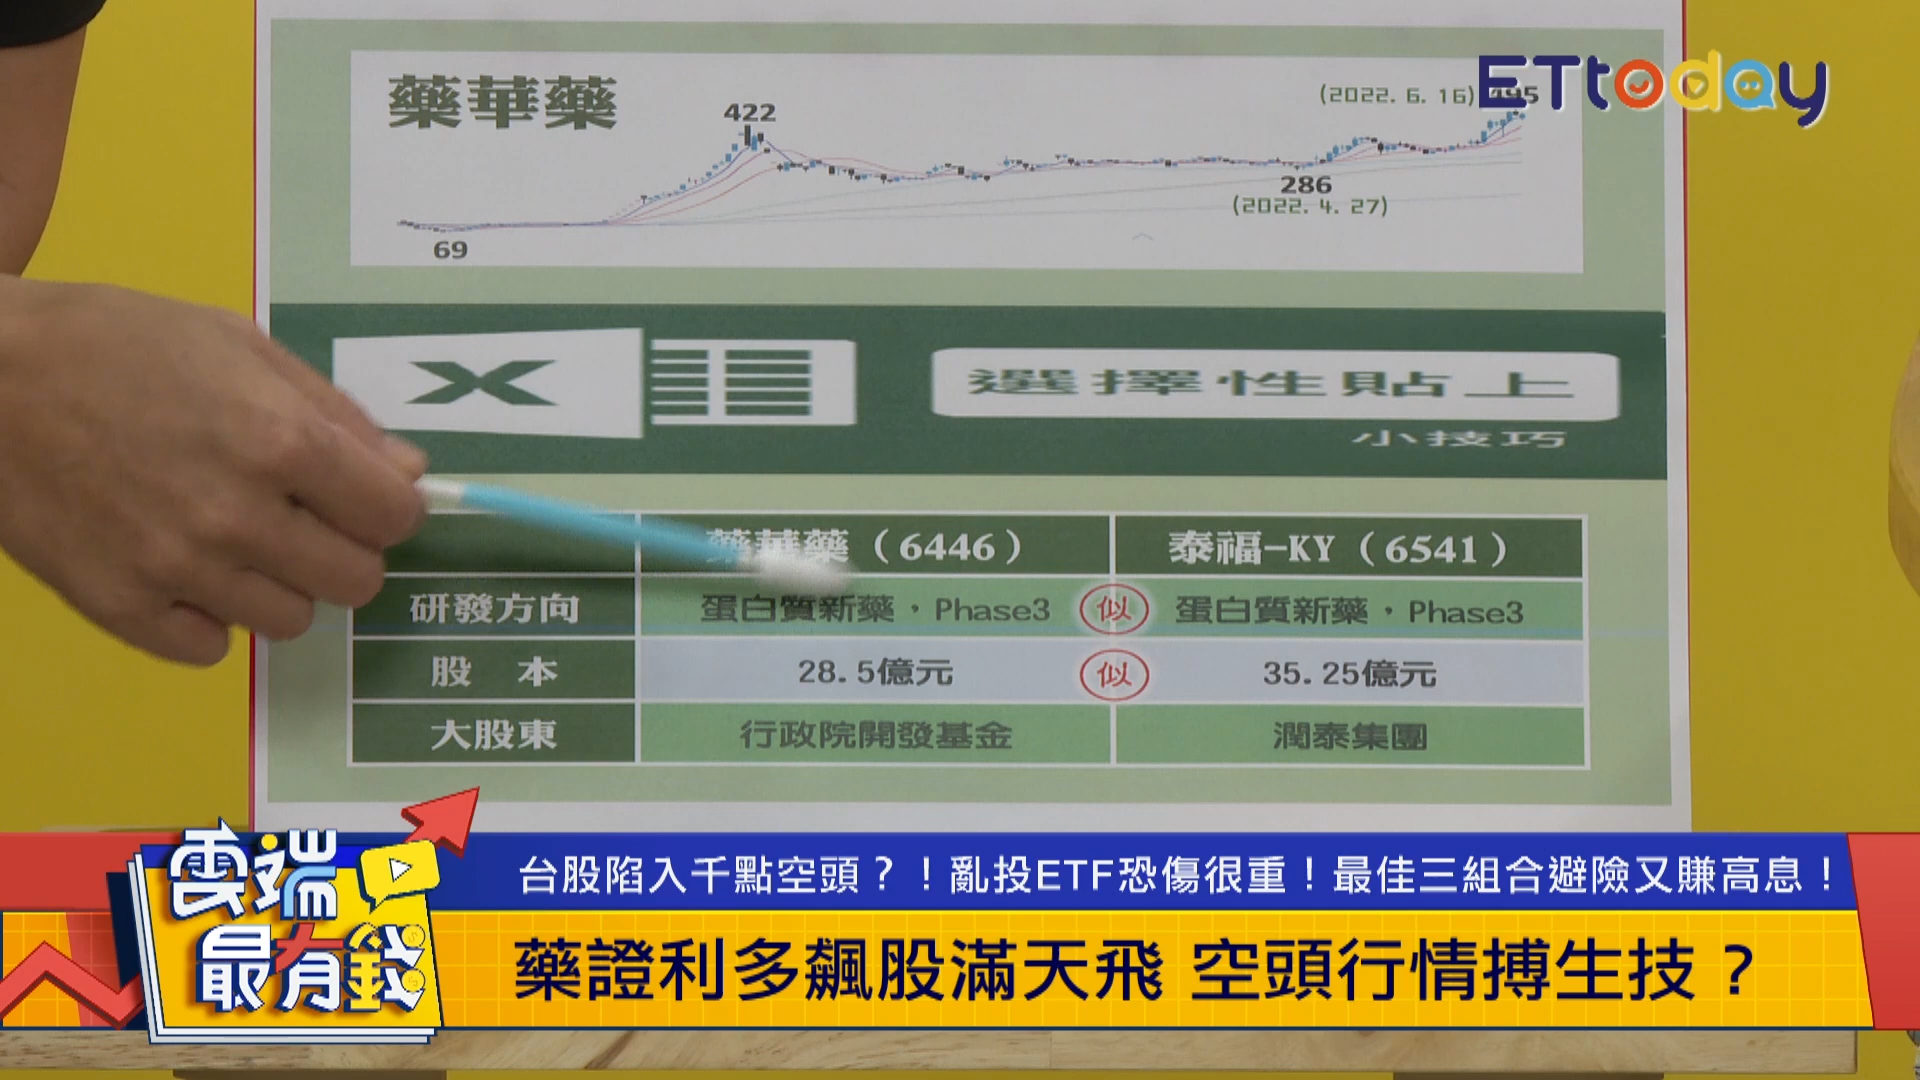 藥華藥
422
(2022. 6. 16)
495
ETtoday
286
(2022. 4. 27)
69
選擇性貼上
小技巧
藥華藥（6446） 泰福-KY（6541）
研發方向 蛋白質新藥，Phase3 似 蛋白質新藥，Phase3
股 本 28.5億元 似 35.25億元
大股東 行政院開發基金 潤泰集團
雲端最有錢
台股陷入千點空頭？！亂投ETF恐傷很重！最佳三組合避險又賺高息！
藥證利多飆股滿天飛 空頭行情搏生技？